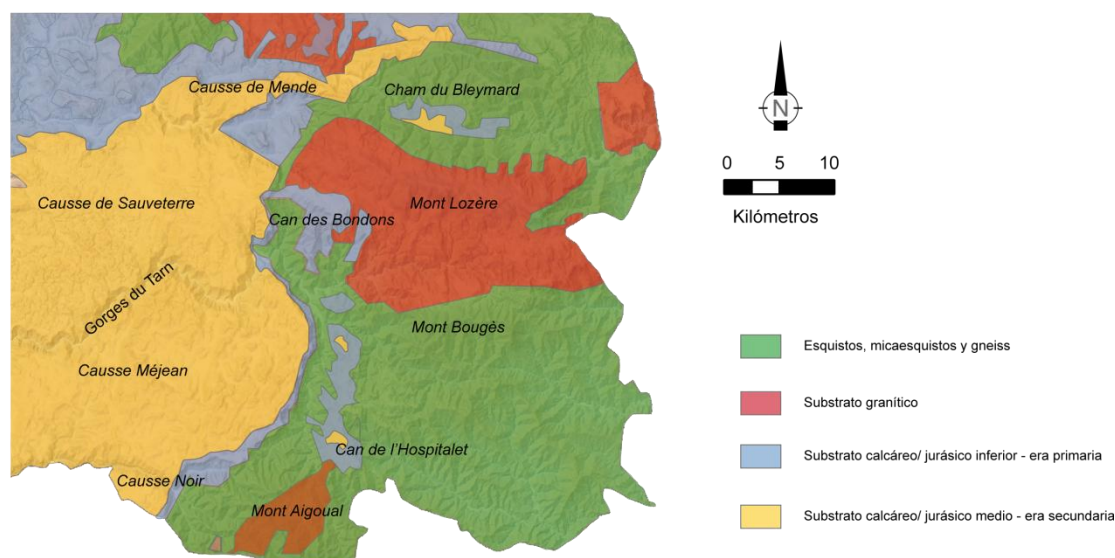 Causse de Mende
Cham du Bleymard
Causse de Sauveterre
Can des Bondons
Mont Lozère
Gorges du Tarn
Mont Bougès
Causse Méjean
Can de l'Hospitalet
Causse Noir
Mont Aigoual
N
0 5 10
Kilómetros
Esquistos, micaesquistos y gneiss
Substrato granítico
Substrato calcáreo/ jurásico inferior - era primaria
Substrato calcáreo/ jurásico medio - era secundaria